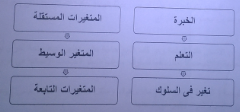 الخبرة
المتغيرات المستقلة
التعلم
المتغير الوسيط
تغير في السلوك
المتغيرات التابعة